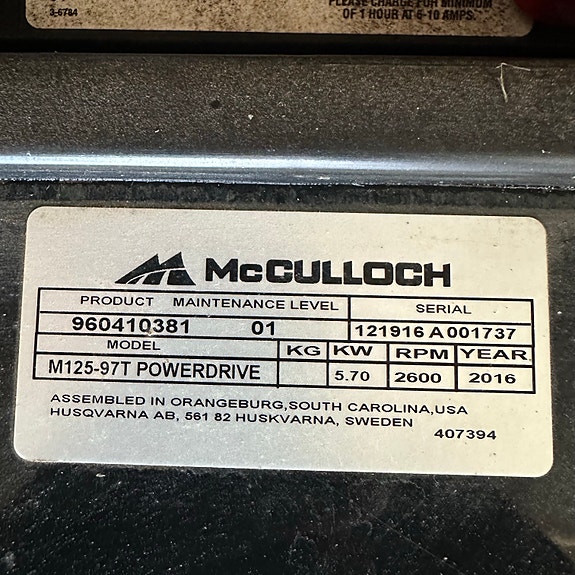 3-6784
PLEASE CHARGE FOR MINIMUM
OF 1 HOUR AT 6-10 AMPS.
McCULLOCH
PRODUCT MAINTENANCE LEVEL SERIAL
960410381 01 121916 A 001737
MODEL KG KW RPM YEAR
M125-97T POWERDRIVE 5.70 2600 2016
ASSEMBLED IN ORANGEBURG,SOUTH CAROLINA,USA
HUSQVARNA AB, 561 82 HUSKVARNA, SWEDEN
407394